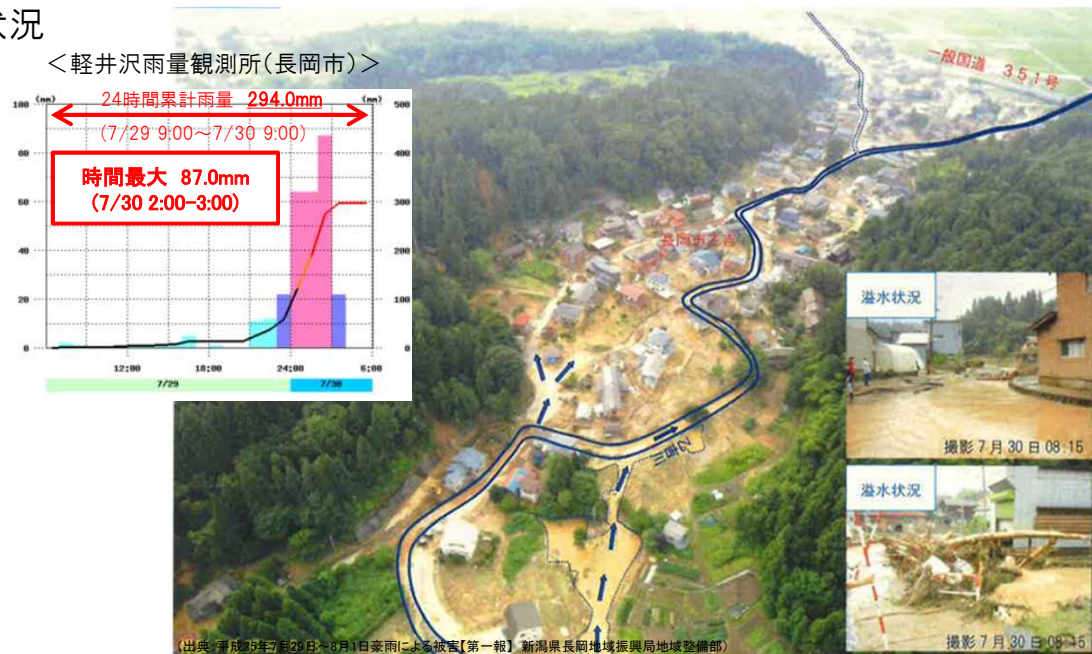 状況
＜軽井沢雨量観測所(長岡市)＞
(mm)
(mm)
24時間累計雨量 294.0mm
(7/29 9:00～7/30 9:00)
時間最大 87.0mm
(7/30 2:00-3:00)
100
80
60
40
20
0
500
400
300
200
100
0
12:00
18:00
24:00
6:00
7/29
7/30
一般国道 351号
長岡市乙吉
乙吉川
溢水状況
撮影 7月 30日 08:15
溢水状況
撮影 7月 30日 08:15
(出典:平成25年7月29日～8月1日豪雨による被害【第一報】 新潟県長岡地域振興局地域整備部)